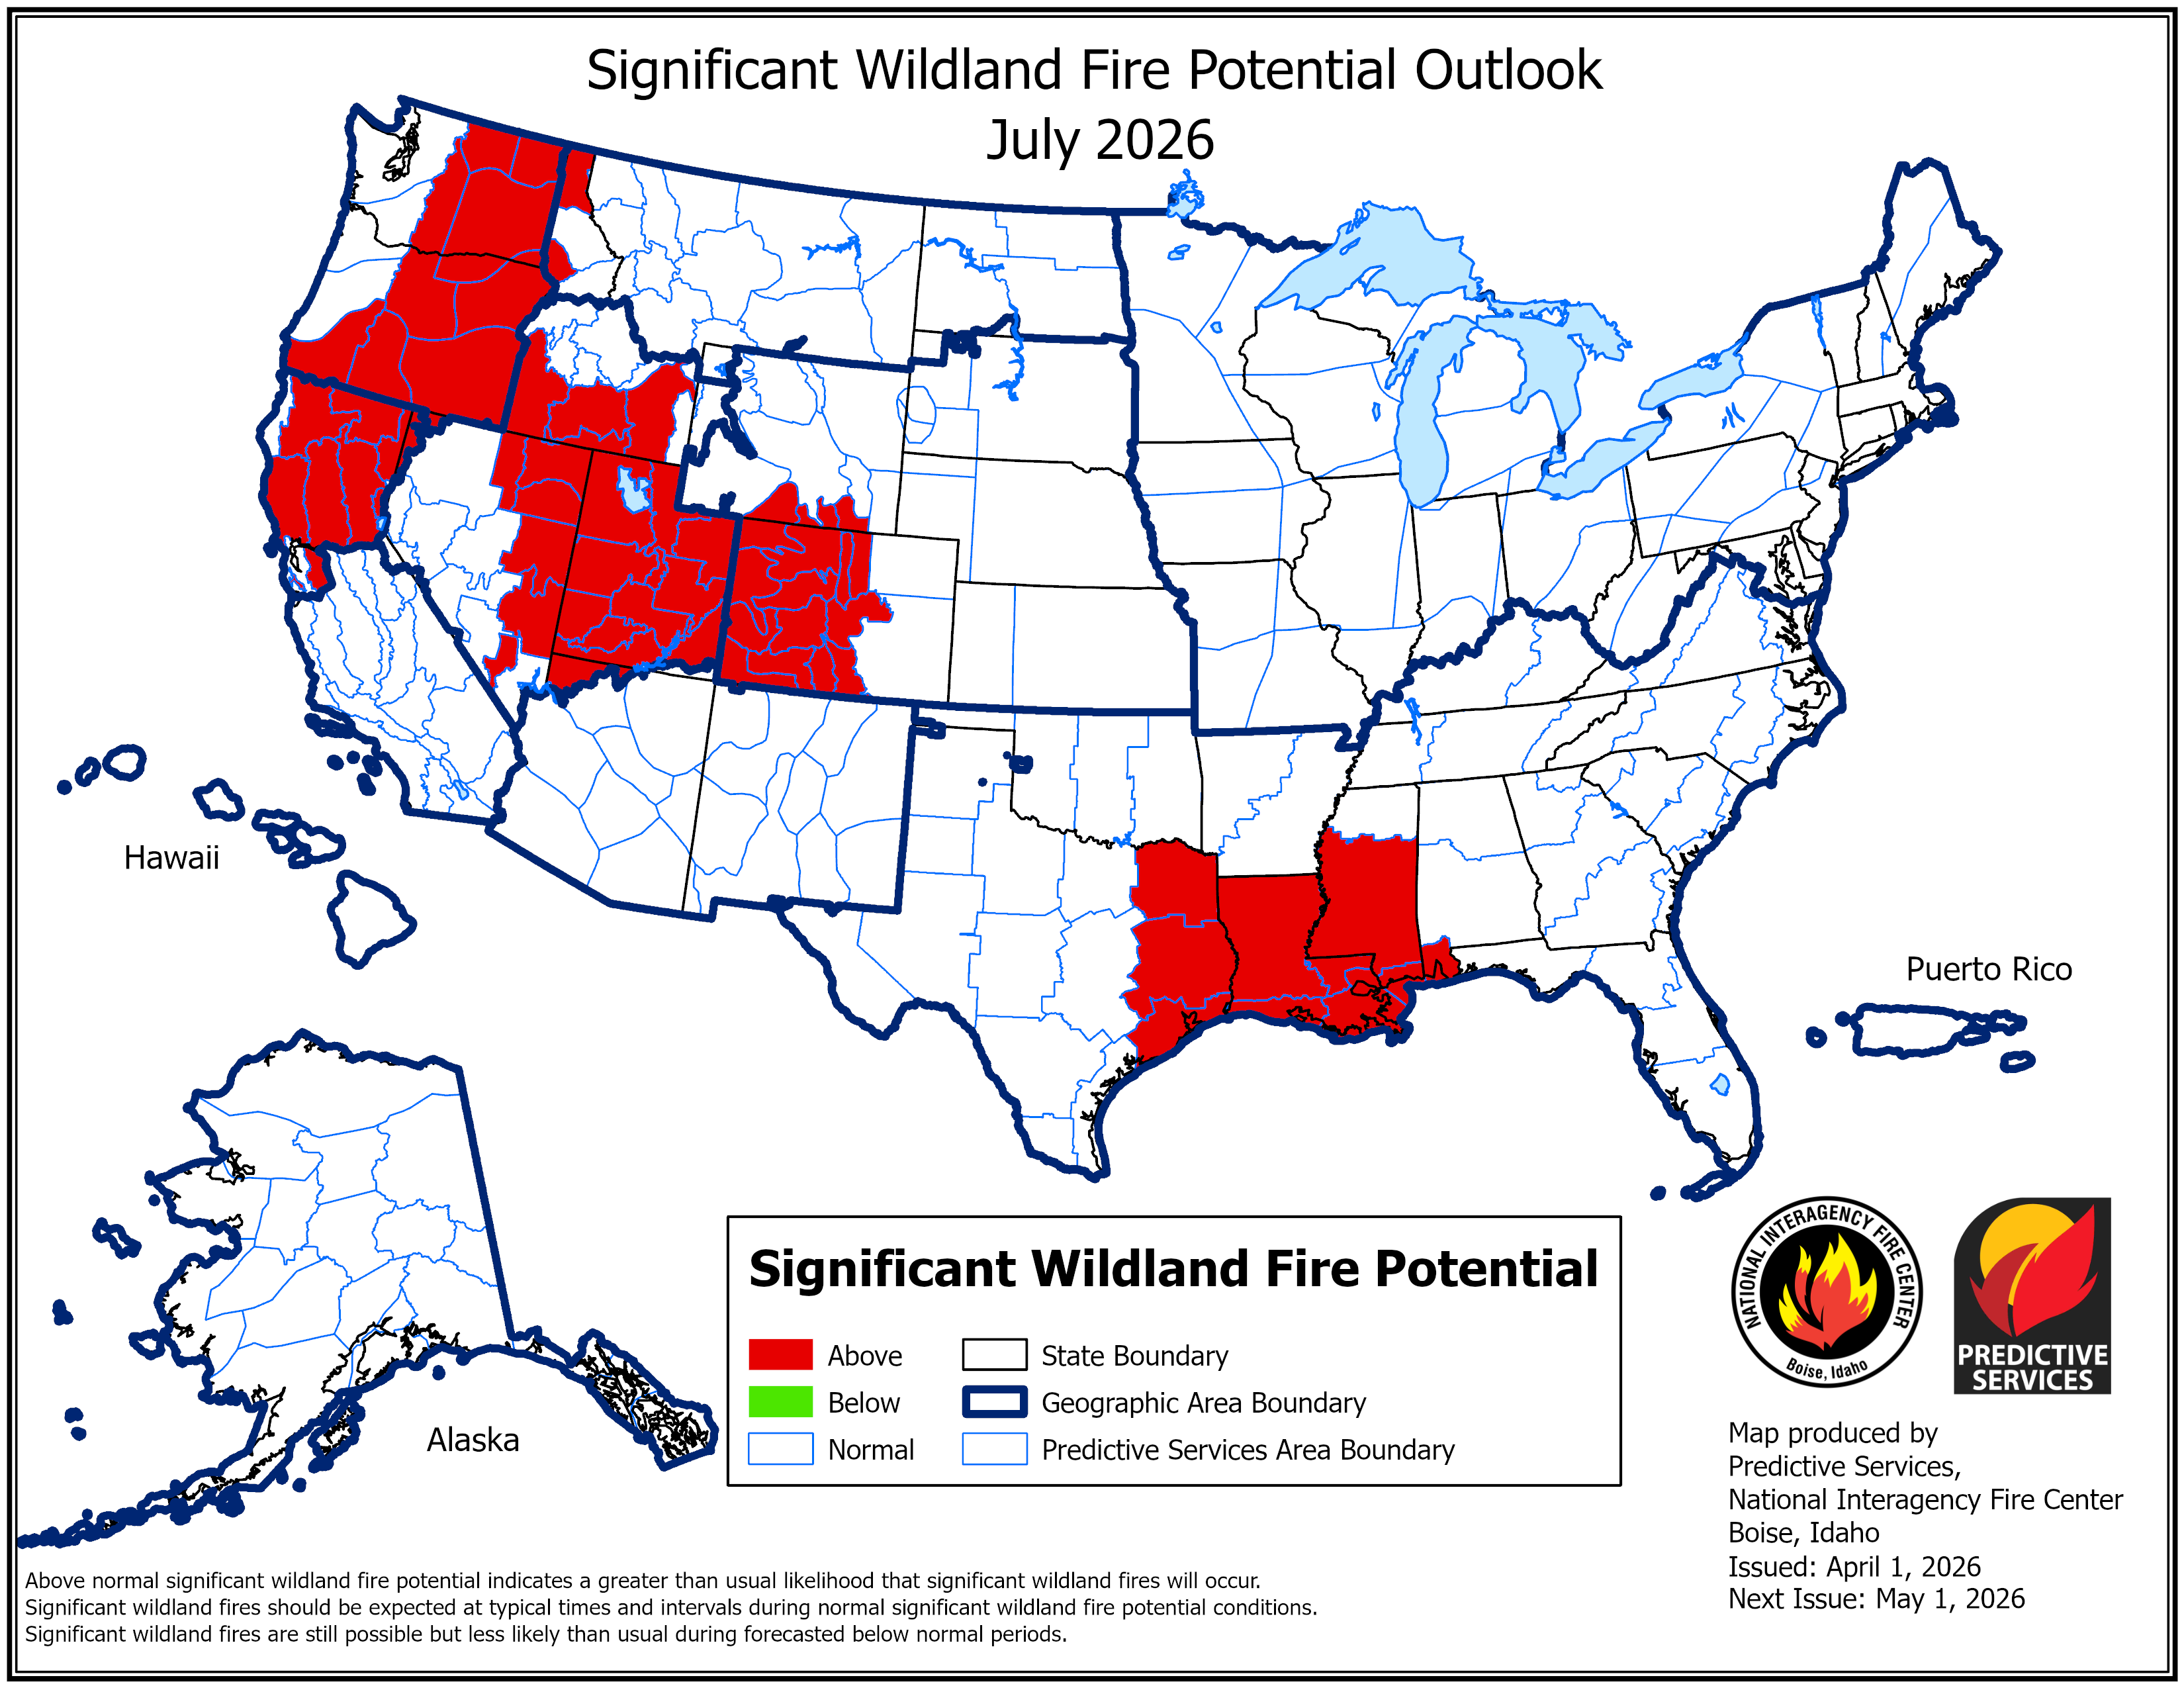 Significant Wildland Fire Potential Outlook
July 2026
Hawaii
Puerto Rico
Alaska
Significant Wildland Fire Potential
Above
Below
Normal
State Boundary
Geographic Area Boundary
Predictive Services Area Boundary
NATIONAL INTERAGENCY FIRE CENTER
Boise, Idaho
PREDICTIVE
SERVICES
Map produced by
Predictive Services,
National Interagency Fire Center
Boise, Idaho
Issued: April 1, 2026
Next Issue: May 1, 2026
Above normal significant wildland fire potential indicates a greater than usual likelihood that significant wildland fires will occur.
Significant wildland fires should be expected at typical times and intervals during normal significant wildland fire potential conditions.
Significant wildland fires are still possible but less likely than usual during forecasted below normal periods.